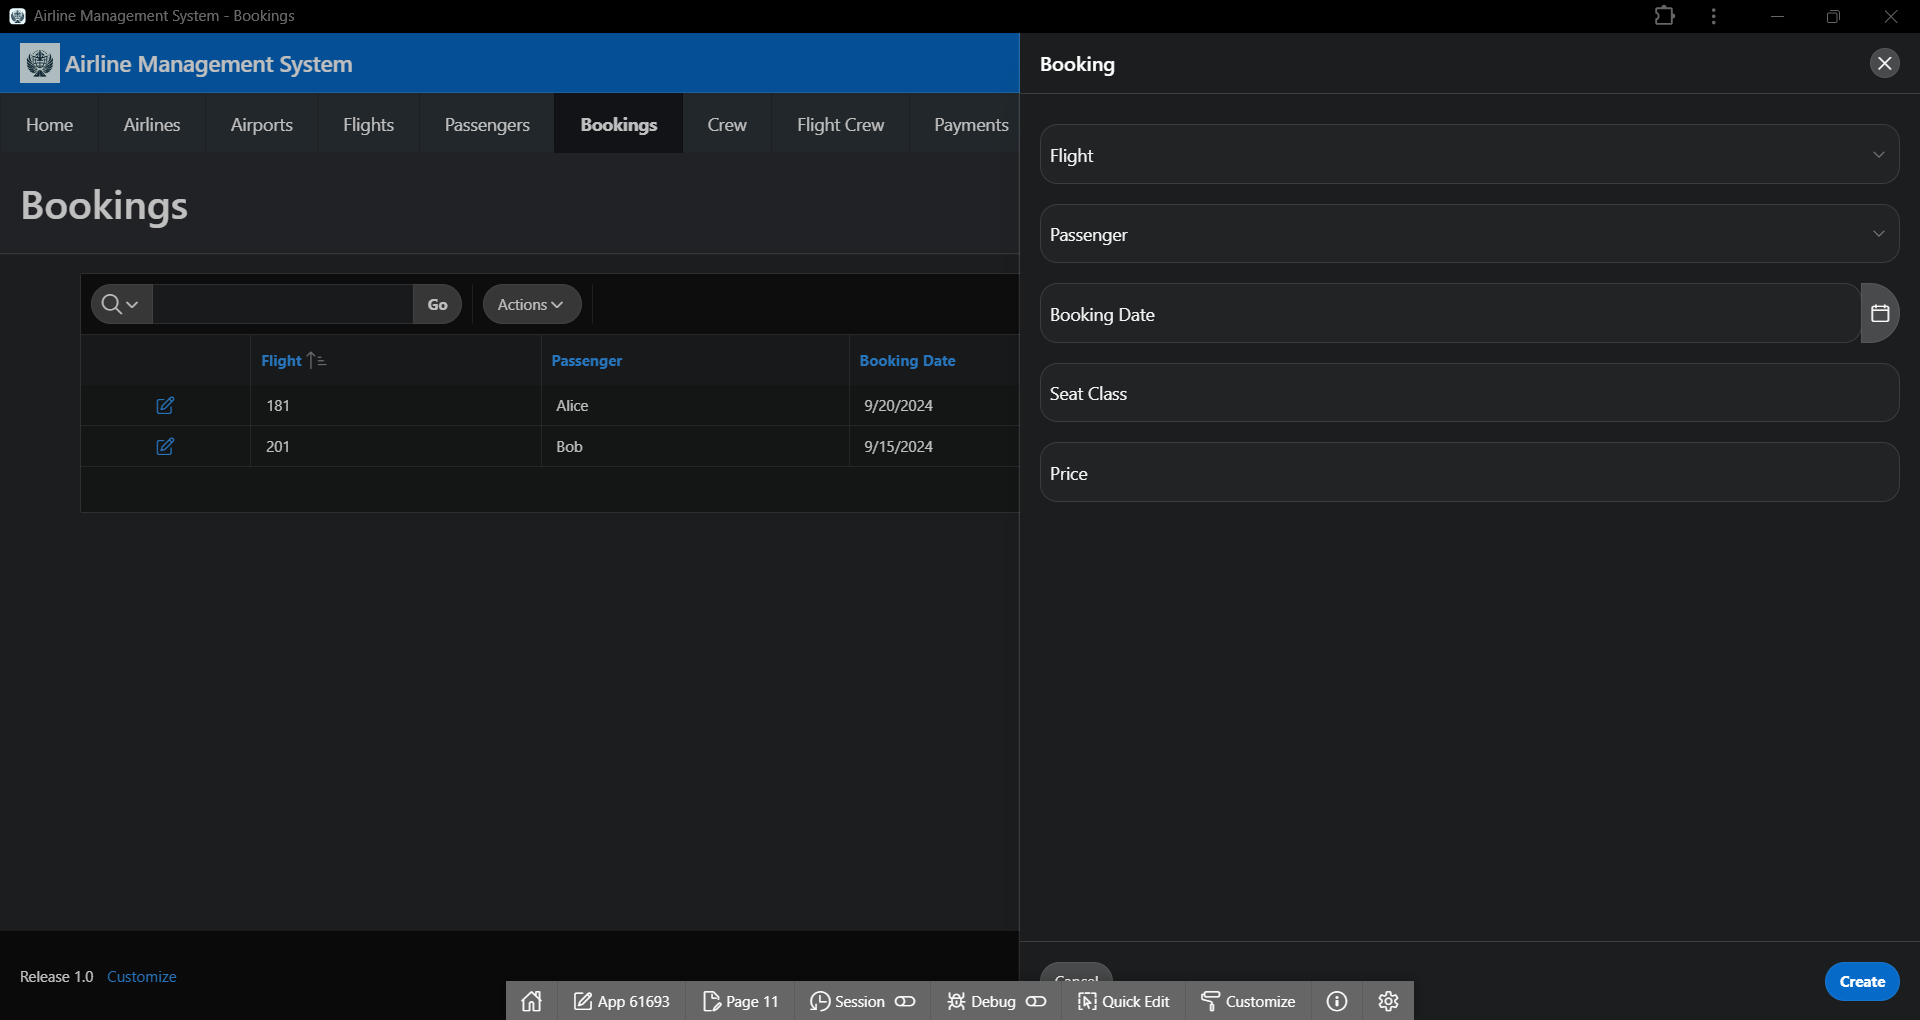 Airline Management System - Bookings
Airline Management System
Home Airlines Airports Flights Passengers Bookings Crew Flight Crew Payments
Bookings
Go Actions
Flight Passenger Booking Date
181 Alice 9/20/2024
201 Bob 9/15/2024
Booking
Flight
Passenger
Booking Date
Seat Class
Price
Cancel Create
Release 1.0 Customize
App 61693 Page 11 Session Debug Quick Edit Customize